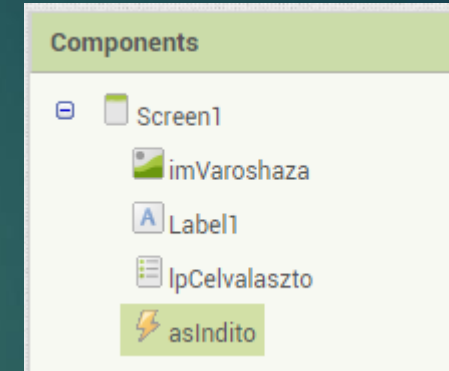 Components
Screen1
imVaroshaza
A Label1
lpCelvalaszto
asIndito